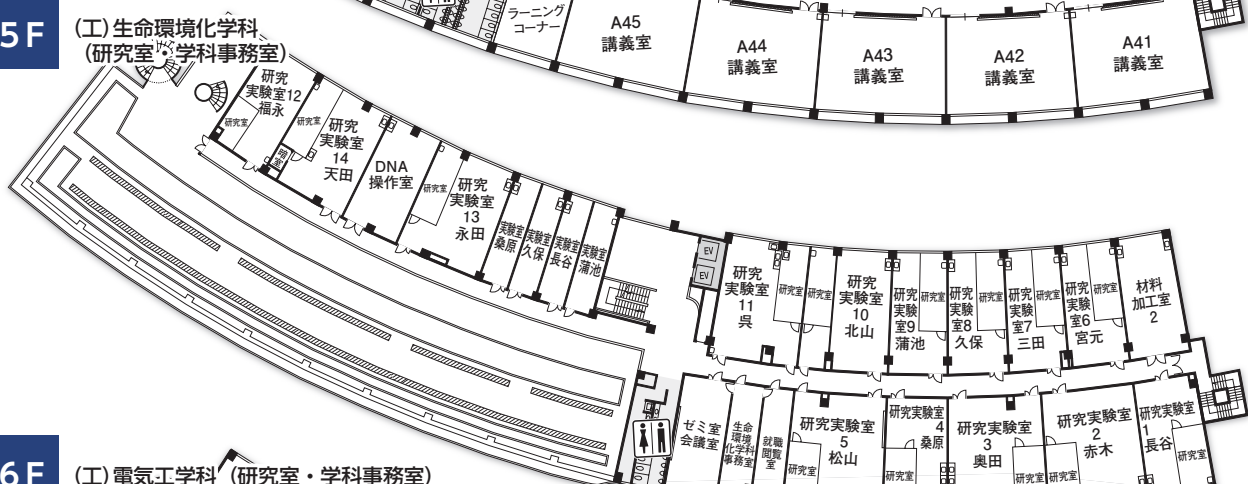 ラーニング
コーナー
A45
講義室
A44
講義室
A43
講義室
A42
講義室
A41
講義室
5F
(工)生命環境化学科
(研究室・学科事務室)
研究
実験室12
福永
研究室
研究室
暗室
研究
実験室
14
天田
DNA
操作室
研究室
研究
実験室
13
永田
実験室
桑原
実験室
久保
実験室
長谷
実験室
蒲池
EV
EV
研究
実験室
11
呉
研究室
研究室
研究
実験室
10
北山
研究
実験
室9
蒲池
研究室
研究
実験
室8
久保
研究室
研究
実験
室7
三田
研究室
研究
実験
室6
宮元
研究室
材料
加工室
2
ゼミ室
会議室
生命
環境
化学科
事務室
就職
閲覧
室
研究実験室
5
松山
研究室
研究実験室
4
桑原
研究室
研究実験室
3
奥田
研究室
研究室
研究実験室
2
赤木
研究実験室
1
長谷
研究室
6F
(工)電気工学科(研究室・学科事務室)